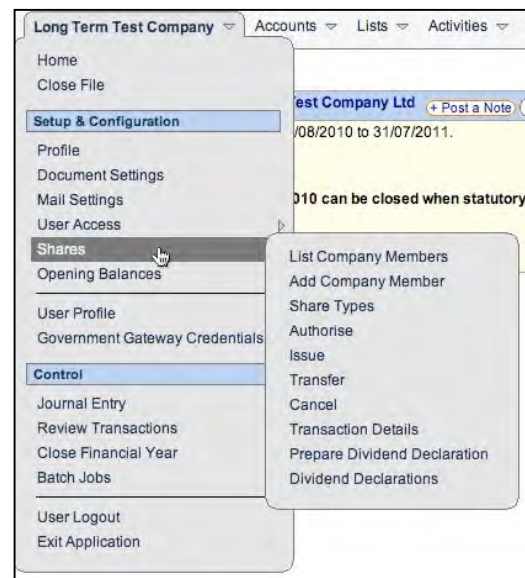 Long Term Test Company Accounts Lists Activities
Home
Close File
Setup & Configuration
Profile
Document Settings
Mail Settings
User Access
Shares
Opening Balances
User Profile
Government Gateway Credentials
Control
Journal Entry
Review Transactions
Close Financial Year
Batch Jobs
User Logout
Exit Application
Test Company Ltd + Post a Note
/08/2010 to 31/07/2011.
010 can be closed when statutory
List Company Members
Add Company Member
Share Types
Authorise
Issue
Transfer
Cancel
Transaction Details
Prepare Dividend Declaration
Dividend Declarations